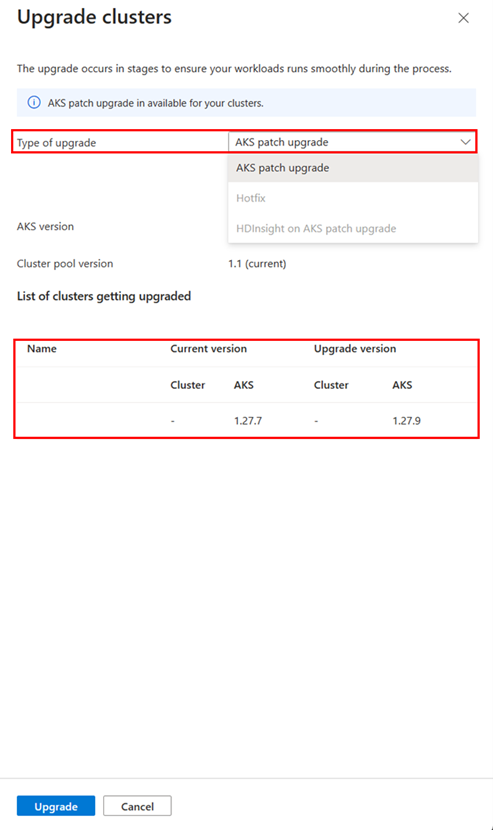 Upgrade clusters
The upgrade occurs in stages to ensure your workloads runs smoothly during the process.
AKS patch upgrade in available for your clusters.
Type of upgrade AKS patch upgrade
AKS patch upgrade
Hotfix
AKS version HDInsight on AKS patch upgrade
Cluster pool version 1.1 (current)
List of clusters getting upgraded
Name Current version Upgrade version
Cluster AKS Cluster AKS
- 1.27.7 - 1.27.9
Upgrade Cancel